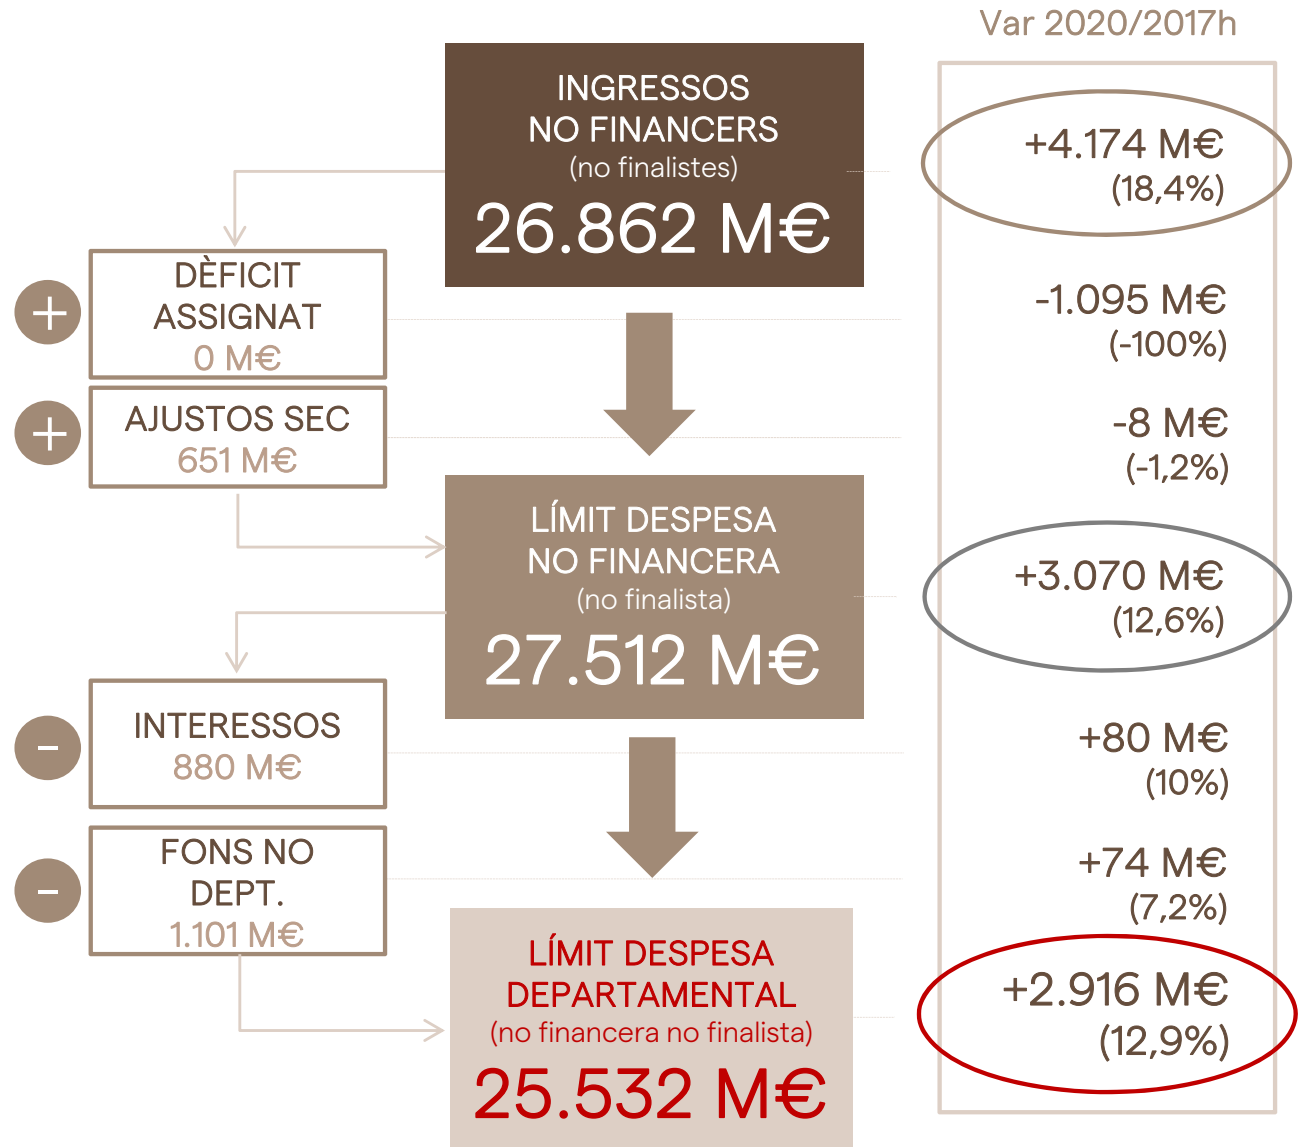 Var 2020/2017h
INGRESSOS
NO FINANCERS
(no finalistes)
26.862 M€
+4.174 M€
(18,4%)
+
DÈFICIT
ASSIGNAT
0 M€
-1.095 M€
(-100%)
+
AJUSTOS SEC
651 M€
-8 M€
(-1,2%)
LÍMIT DESPESA
NO FINANCERA
(no finalista)
27.512 M€
+3.070 M€
(12,6%)
-
INTERESSOS
880 M€
+80 M€
(10%)
-
FONS NO
DEPT.
1.101 M€
+74 M€
(7,2%)
LÍMIT DESPESA
DEPARTAMENTAL
(no financera no finalista)
25.532 M€
+2.916 M€
(12,9%)